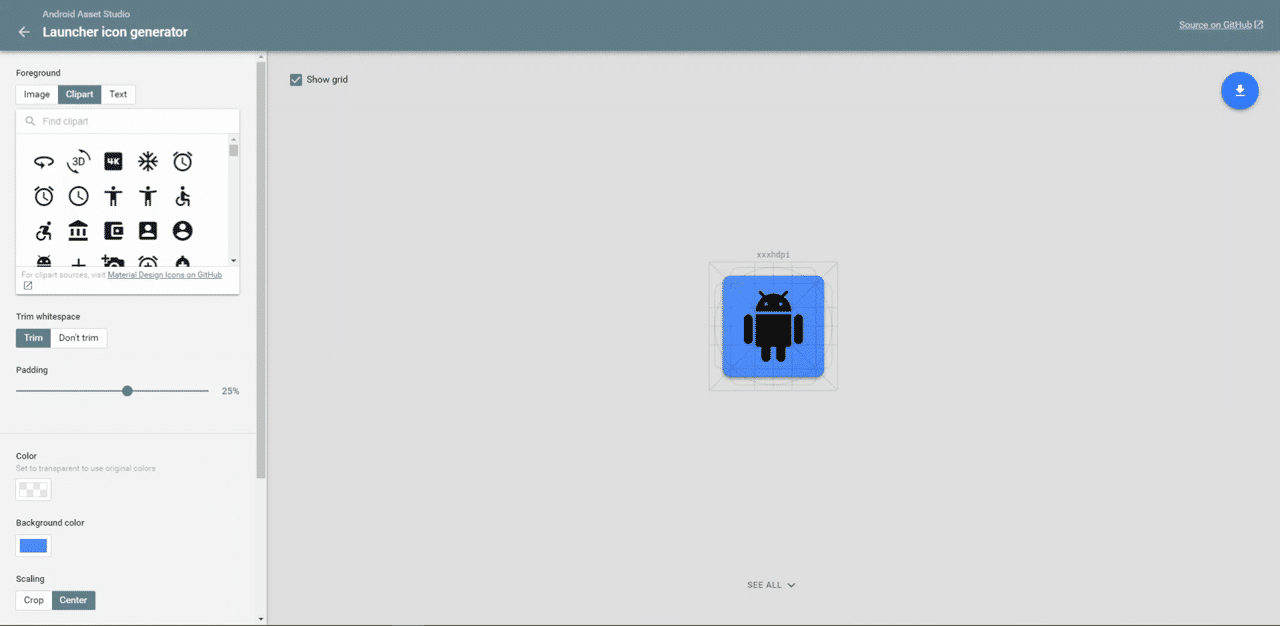 Android Asset Studio
Launcher icon generator
Source on GitHub
Foreground
Image Clipart Text
Find clipart
3D 4K
For clipart sources, visit Material Design Icons on GitHub
Trim whitespace
Trim Don't trim
Padding
25%
Color
Set to transparent to use original colors
Background color
Scaling
Crop Center
Show grid
xxxhdpi
SEE ALL